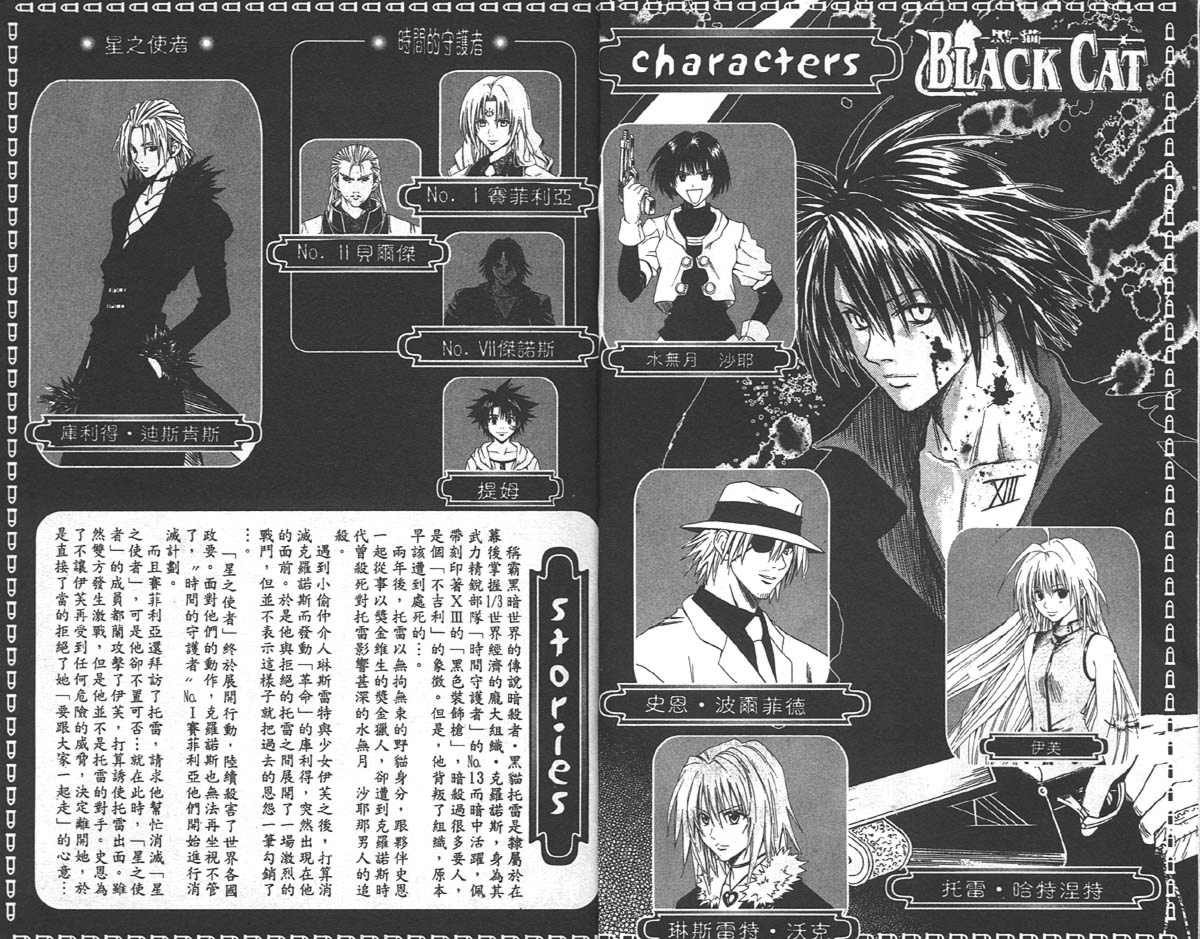 黑猫
BLACK CAT
characters
XIII
水無月 沙耶
史恩・波爾菲德
伊芙
托雷・哈特涅特
琳斯雷特・沃克
時間的守護者
No. I 賽菲利亞
No. II 貝爾傑
No. VII 傑諾斯
提姆
星之使者
庫利得・迪斯肯斯
stories
稱霸黑暗世界的傳說暗殺者・黑貓托雷是隸屬於在
幕後掌握1/3世界經濟的龐大組織・克羅諾斯，身為其
武力精銳部隊「時間守護者」的No.13而暗中活躍，佩
帶刻印著XIII的「黑色裝飾槍」，暗殺過很多要人，
是個「不吉利」的象徵。但是，他背叛了組織，原本
早該遭到處死的…。
兩年後，托雷以無拘無束的野貓身分，跟夥伴史恩
一起從事以獎金維生的獎金獵人，卻遭到克羅諾斯時
代曾殺死對托雷影響甚深的水無月 沙耶那男人的追
殺。
遇到小偷仲介人琳斯雷特與少女伊芙之後，打算消
滅克羅諾斯而發動「革命」的庫利得，突然出現在他
的面前。於是他與拒絕的托雷之間展開了一場激烈的
戰鬥，但並不表示這樣子就把過去的恩怨一筆勾銷了
…。
「星之使者」終於展開行動，陸續殺害了世界各國
政要。面對他們的動作，克羅諾斯也無法再坐視不管
了，〝時間的守護者〞No.I賽菲利亞他們開始進行消
滅計劃。
而且賽菲利亞還拜訪了托雷，請求他幫忙消滅「星
之使者」，可是他卻不置可否…就在此時，「星之使
者」的成員都蘭攻擊了伊芙，打算誘使托雷出面。雖
然雙方發生激戰，但是他並不是托雷的對手。史恩為
了不讓伊芙再受到任何危險的威脅，決定離開她，於
是直接了當的拒絕了她「要跟大家一起走」的心意…